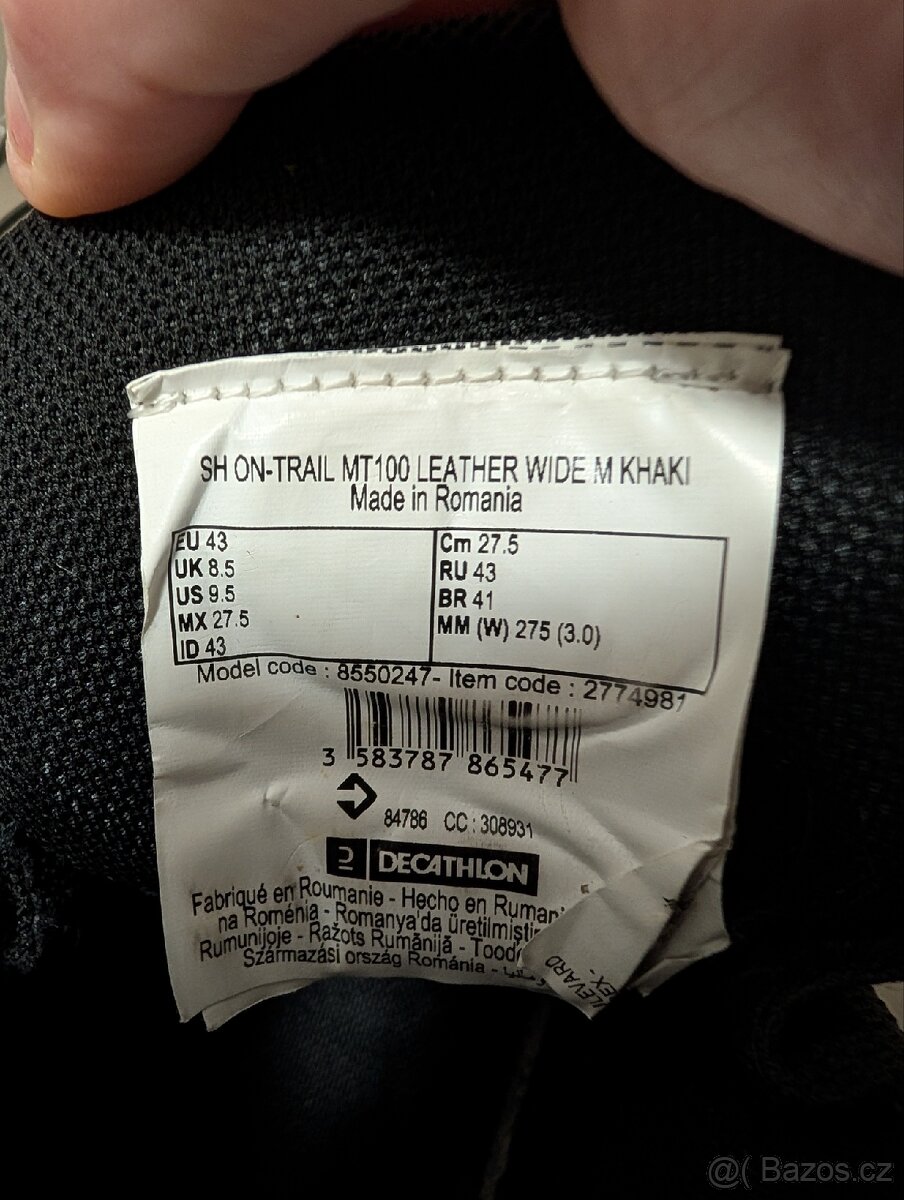 SH ON-TRAIL MT100 LEATHER WIDE M KHAKI
Made in Romania
EU 43
UK 8.5
US 9.5
MX 27.5
ID 43
Cm 27.5
RU 43
BR 41
MM (W) 275 (3.0)
Model code : 8550247- Item code : 2774981
3 583787 865477
84786 CC : 308931
DECATHLON
Fabriqué en Roumanie - Hecho en
na Roménia - Romanya'da
Rumunijoje - Ražots Rumānijā -
Származási ország Románia -
@( Bazos.cz